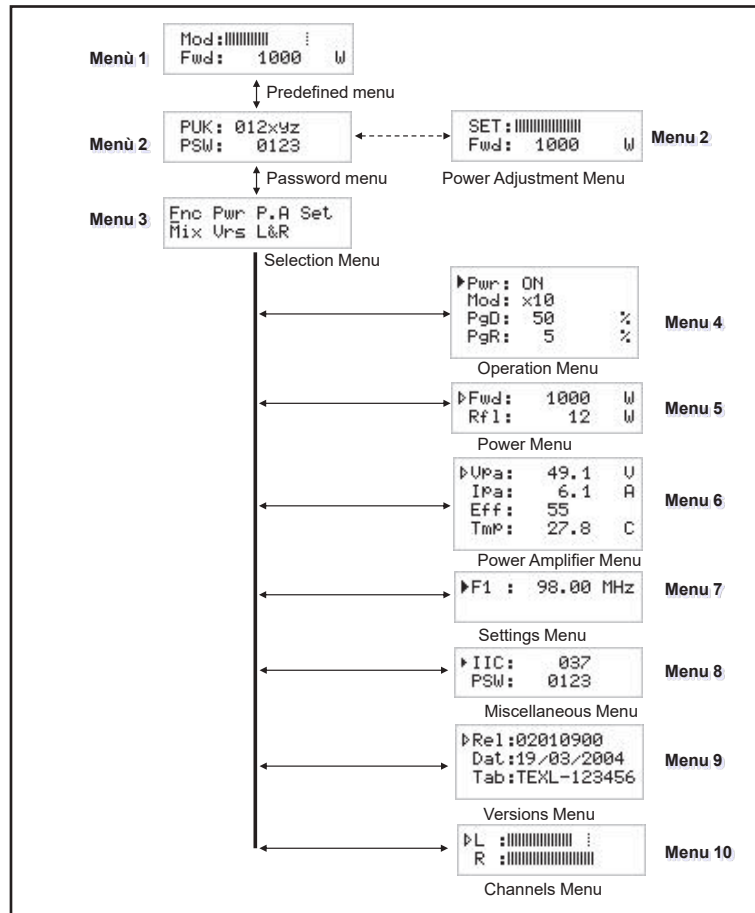 Menù 1
Mod:
Fwd: 1000 W
Predefined menu
Menù 2
PUK: 012xyz
PSW: 0123
SET:
Fwd: 1000 W
Menu 2
Password menu
Power Adjustment Menu
Menu 3
Fnc Pwr P.A Set
Mix Vrs L&R
Selection Menu
Pwr: ON
Mod: x10
PgD: 50 %
PgR: 5 %
Menu 4
Operation Menu
Fwd: 1000 W
Rfl: 12 W
Menu 5
Power Menu
Vpa: 49.1 V
Ipa: 6.1 A
Eff: 55
Tmp: 27.8 C
Menu 6
Power Amplifier Menu
F1 : 98.00 MHz
Menu 7
Settings Menu
IIC: 037
PSW: 0123
Menu 8
Miscellaneous Menu
Rel:02010900
Dat:19/03/2004
Tab:TEXL-123456
Menu 9
Versions Menu
L :
R :
Menu 10
Channels Menu